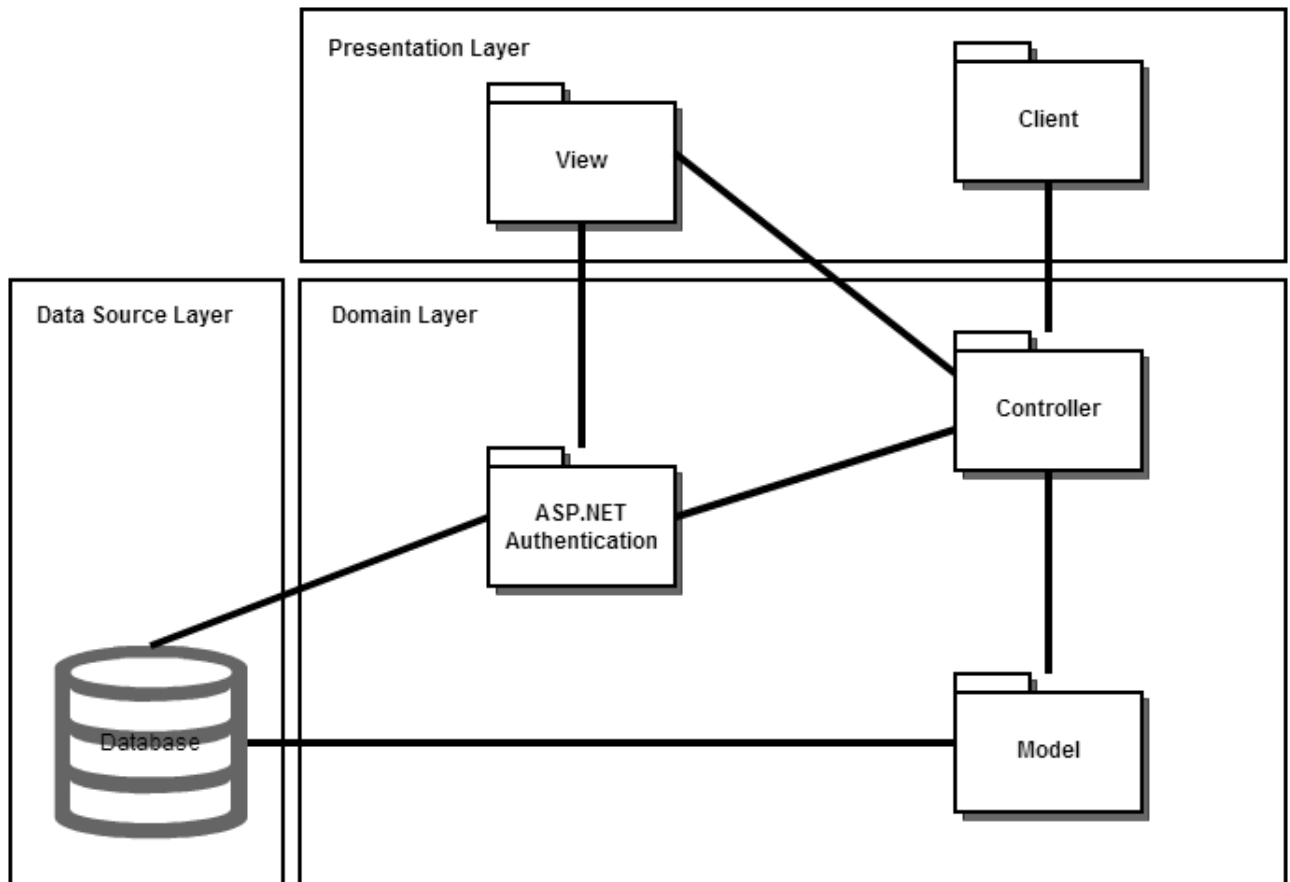 Presentation Layer
Client
View
Data Source Layer
Domain Layer
Controller
ASP.NET
Authentication
Database
Model